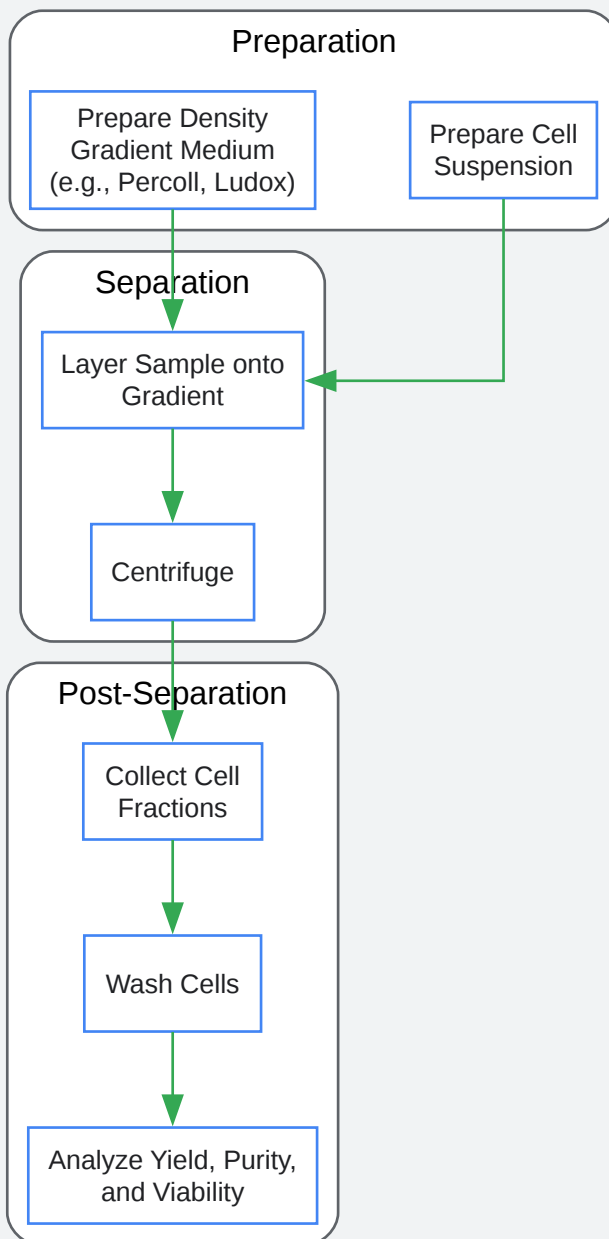 Preparation
Prepare Density
Gradient Medium
(e.g., Percoll, Ludox)
Prepare Cell
Suspension
Separation
Layer Sample onto
Gradient
Centrifuge
Post-Separation
Collect Cell
Fractions
Wash Cells
Analyze Yield, Purity,
and Viability